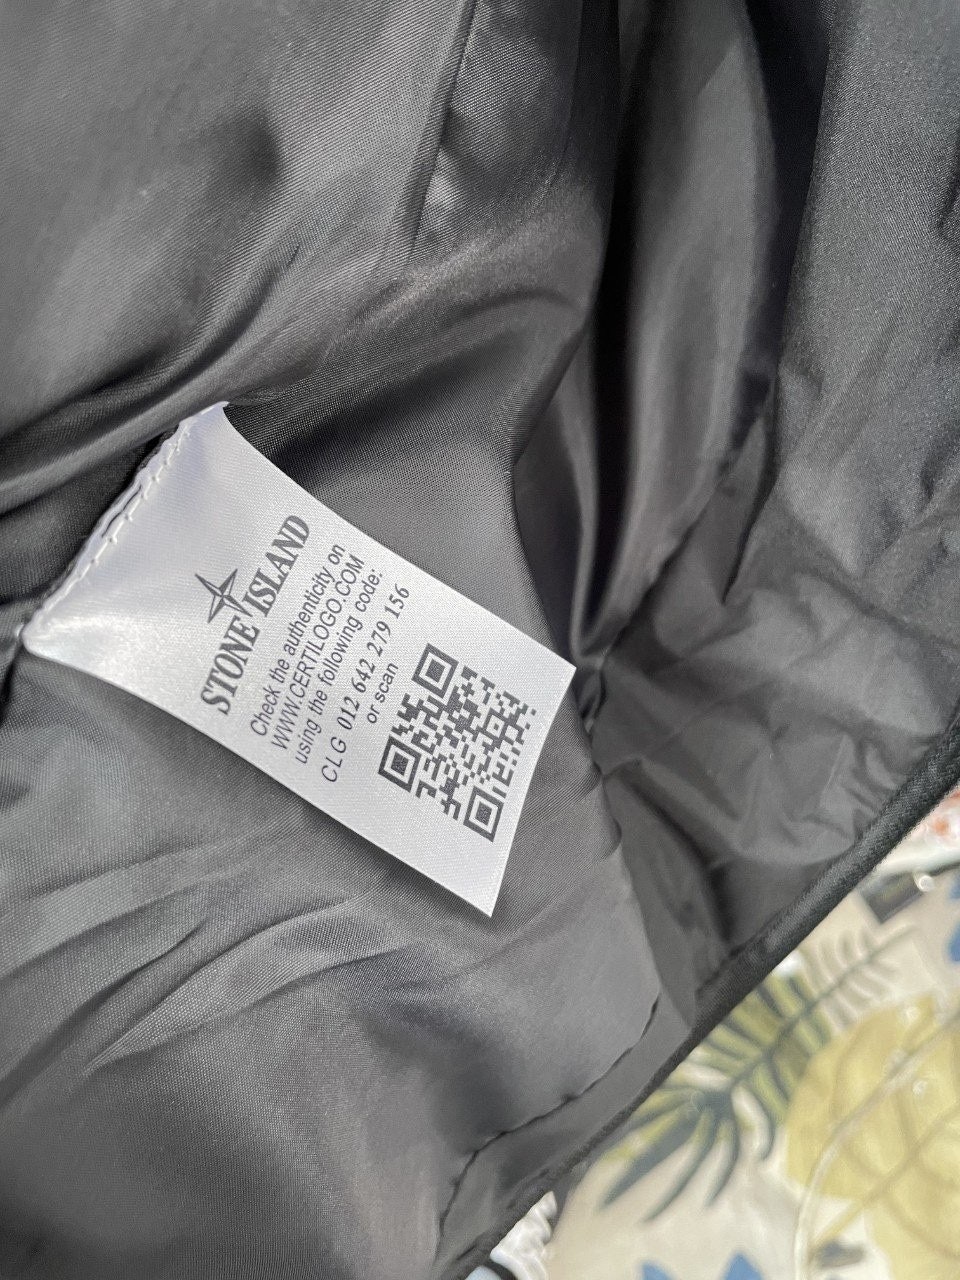 STONE ISLAND
Check the authenticity on
WWW.CERTILOGO.COM
using the following code:
CLG 012 642 279 156
or scan